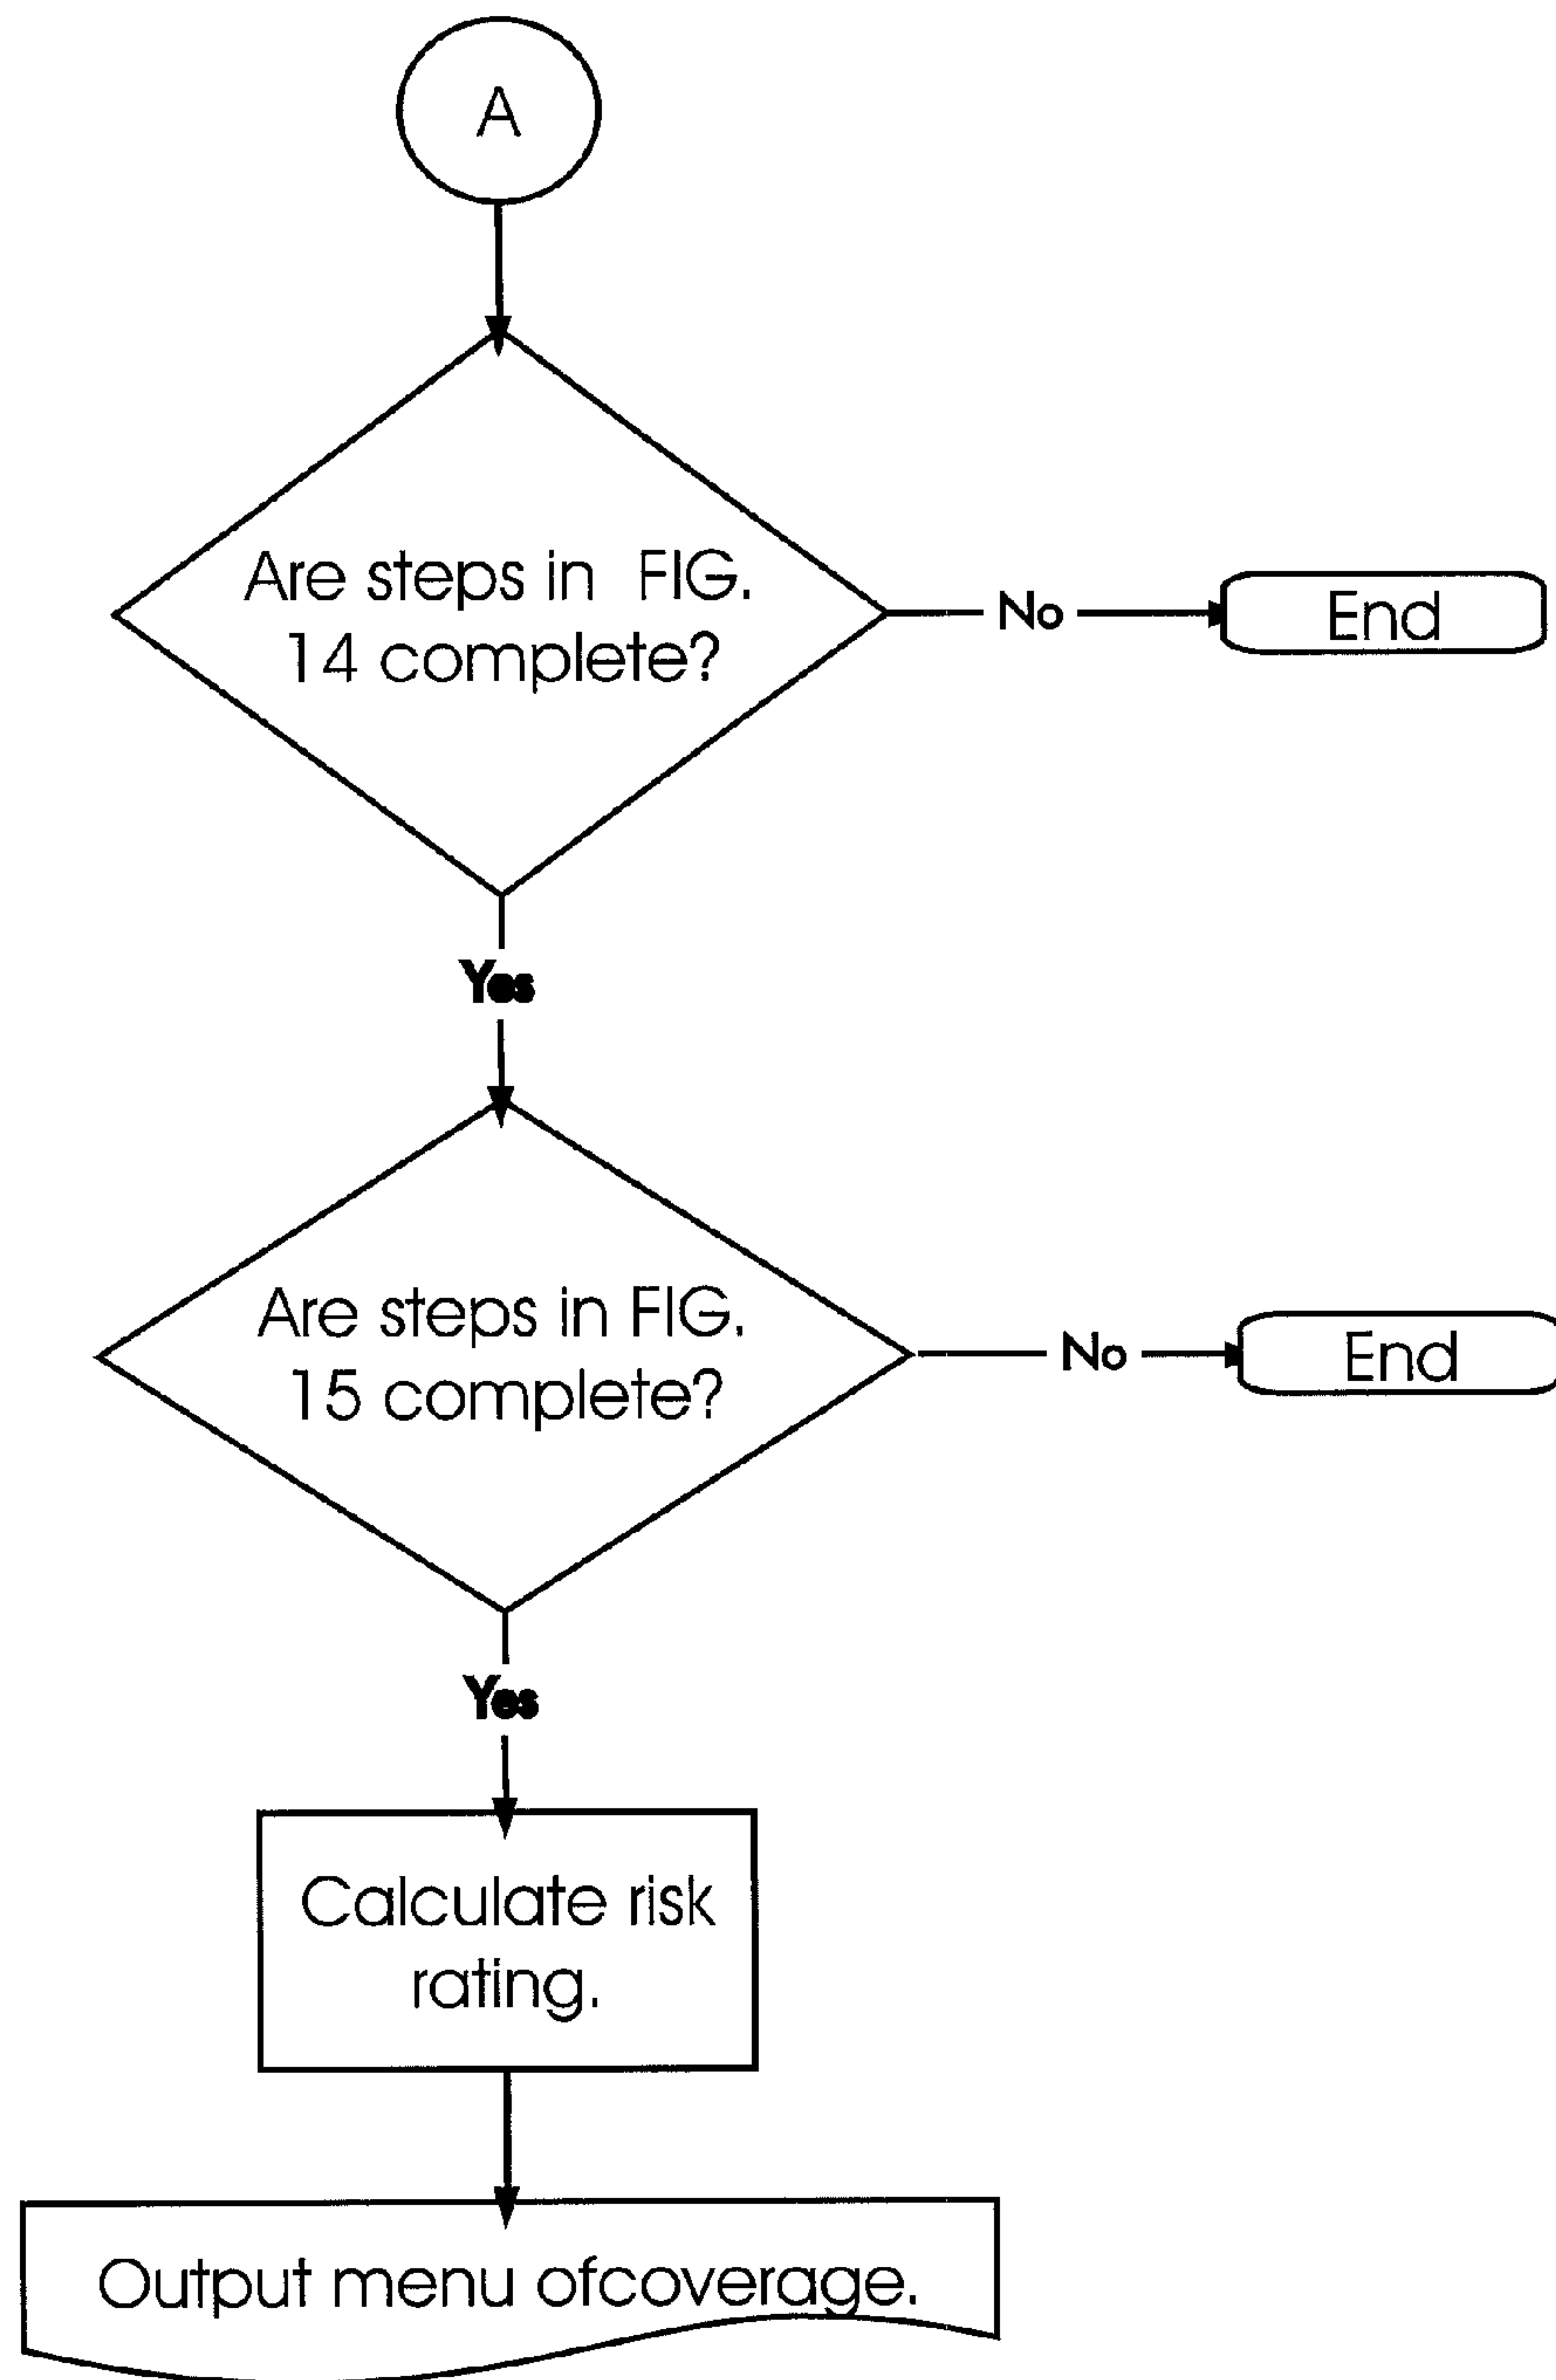 A
Are steps in FIG.
14 complete?
No
End
Yes
Are steps in FIG.
15 complete?
No
End
Yes
Calculate risk
rating.
Output menu ofcoverage.